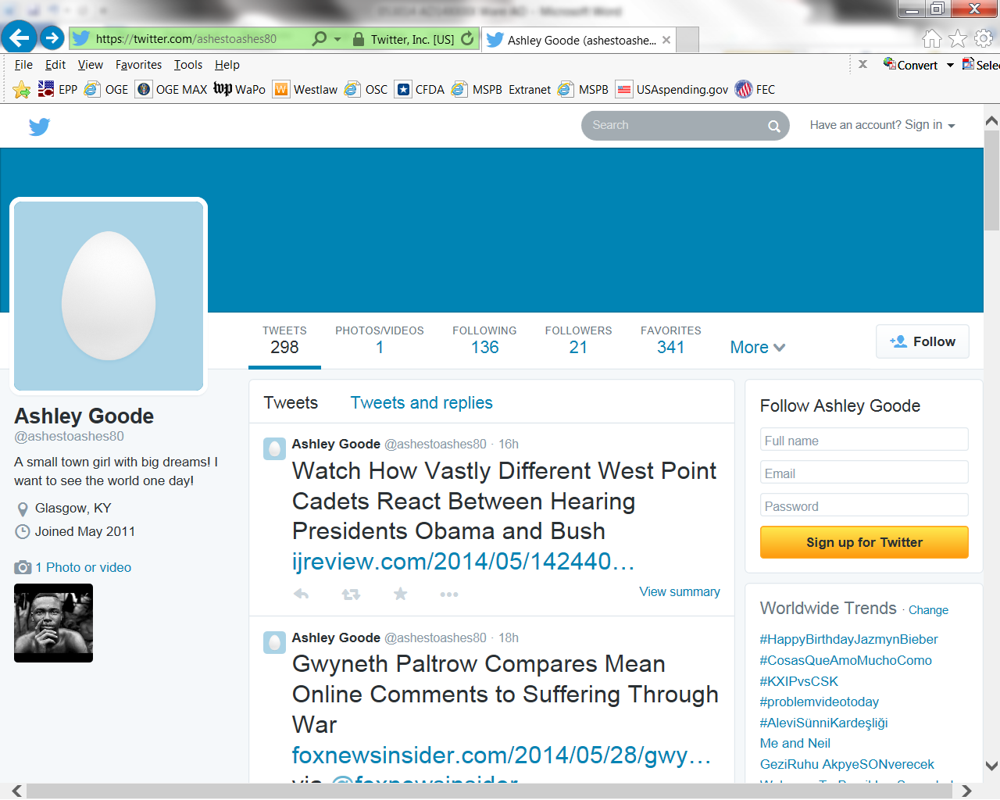 https://twitter.com/ashestoashes80
Twitter, Inc. [US]
Ashley Goode (ashestoashe...
File Edit View Favorites Tools Help
Convert
Selec
EPP OGE OGE MAX wp WaPo W Westlaw OSC CFDA MSPB Extranet MSPB USAspending.gov FEC
Search
Have an account? Sign in
TWEETS PHOTOS/VIDEOS FOLLOWING FOLLOWERS FAVORITES
298 1 136 21 341 More
Follow
Ashley Goode
@ashestoashes80
A small town girl with big dreams! I
want to see the world one day!
Glasgow, KY
Joined May 2011
1 Photo or video
Tweets Tweets and replies
Ashley Goode @ashestoashes80 · 16h
Watch How Vastly Different West Point
Cadets React Between Hearing
Presidents Obama and Bush
ijreview.com/2014/05/142440…
View summary
Ashley Goode @ashestoashes80 · 18h
Gwyneth Paltrow Compares Mean
Online Comments to Suffering Through
War
foxnewsinsider.com/2014/05/28/gwy…
via @foxnewsinsider
Follow Ashley Goode
Full name
Email
Password
Sign up for Twitter
Worldwide Trends · Change
#HappyBirthdayJazmynBieber
#CosasQueAmoMuchoComo
#KXIPvsCSK
#problemvideotoday
#AleviSünniKardeşliği
Me and Neil
GeziRuhu AkpyeSONverecek